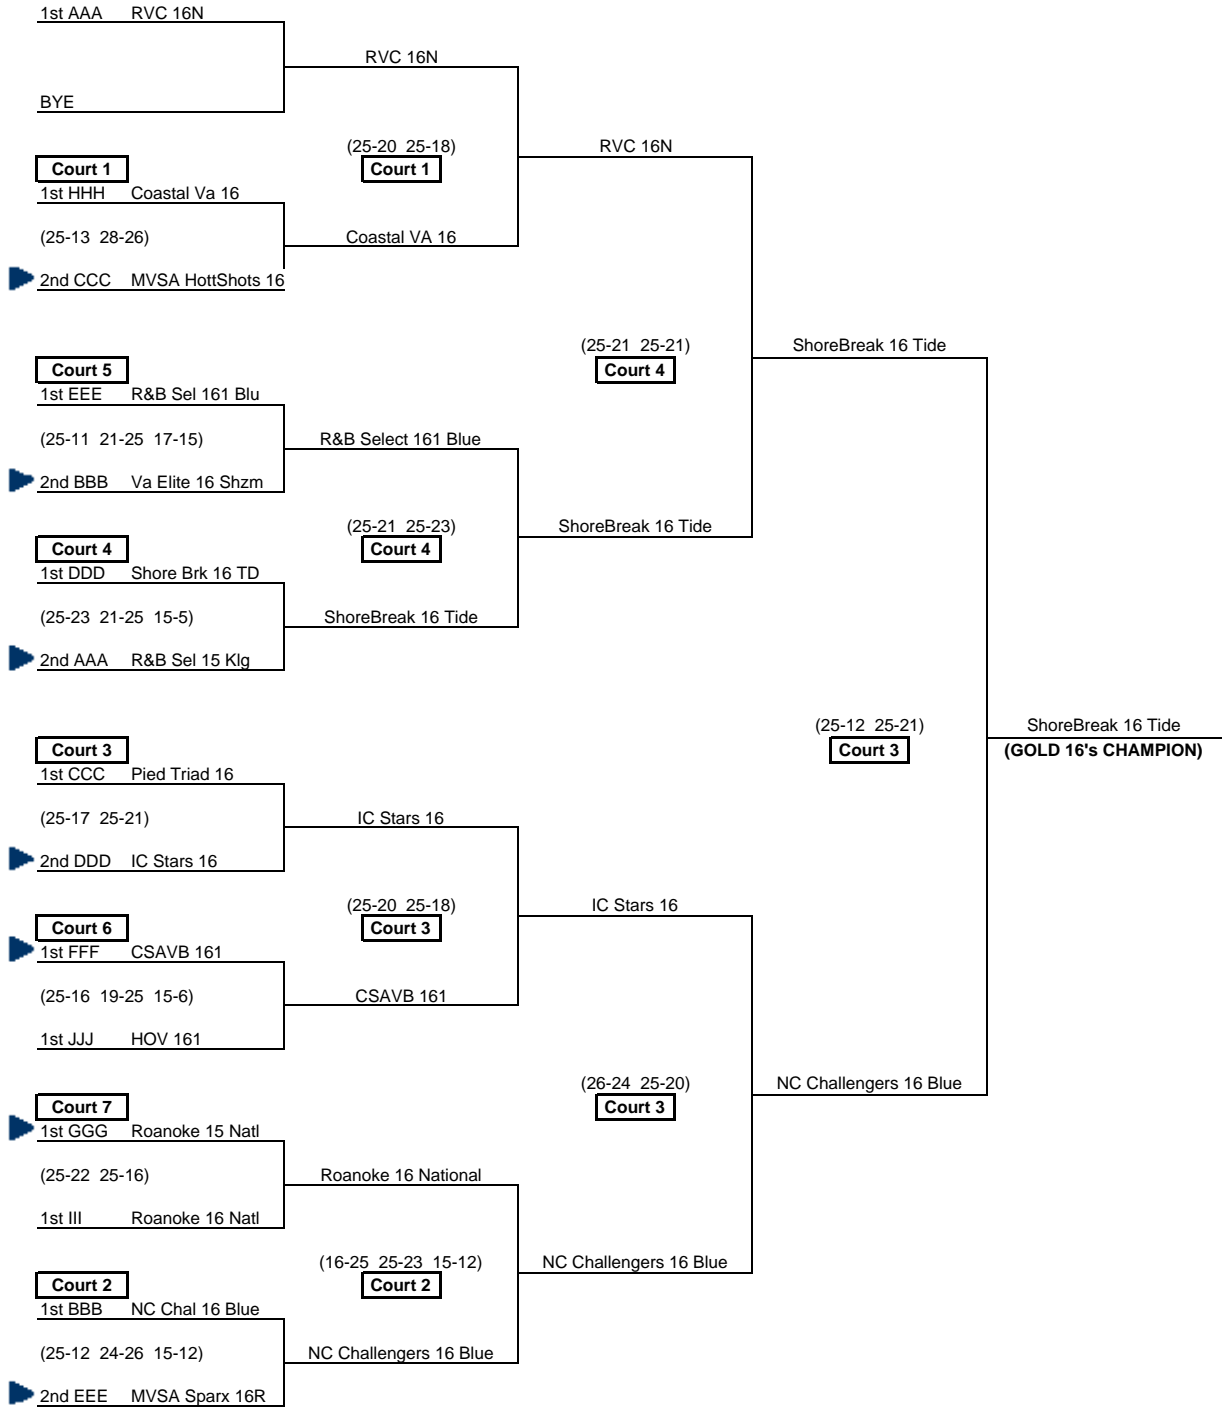 1st AAA RVC 16N
RVC 16N
BYE
(25-20 25-18)
RVC 16N
Court 1
Court 1
1st HHH Coastal Va 16
(25-13 28-26)
Coastal VA 16
2nd CCC MVSA HottShots 16
(25-21 25-21)
ShoreBreak 16 Tide
Court 5
Court 4
1st EEE R&B Sel 161 Blu
(25-11 21-25 17-15)
R&B Select 161 Blue
2nd BBB Va Elite 16 Shzm
(25-21 25-23)
ShoreBreak 16 Tide
Court 4
Court 4
1st DDD Shore Brk 16 TD
(25-23 21-25 15-5)
ShoreBreak 16 Tide
2nd AAA R&B Sel 15 Klg
(25-12 25-21)
ShoreBreak 16 Tide
Court 3
Court 3
(GOLD 16's CHAMPION)
1st CCC Pied Triad 16
(25-17 25-21)
IC Stars 16
2nd DDD IC Stars 16
(25-20 25-18)
IC Stars 16
Court 6
Court 3
1st FFF CSAVB 161
(25-16 19-25 15-6)
CSAVB 161
1st JJJ HOV 161
(26-24 25-20)
NC Challengers 16 Blue
Court 7
Court 3
1st GGG Roanoke 15 Natl
(25-22 25-16)
Roanoke 16 National
1st III Roanoke 16 Natl
(16-25 25-23 15-12)
NC Challengers 16 Blue
Court 2
Court 2
1st BBB NC Chal 16 Blue
(25-12 24-26 15-12)
NC Challengers 16 Blue
2nd EEE MVSA Sparx 16R